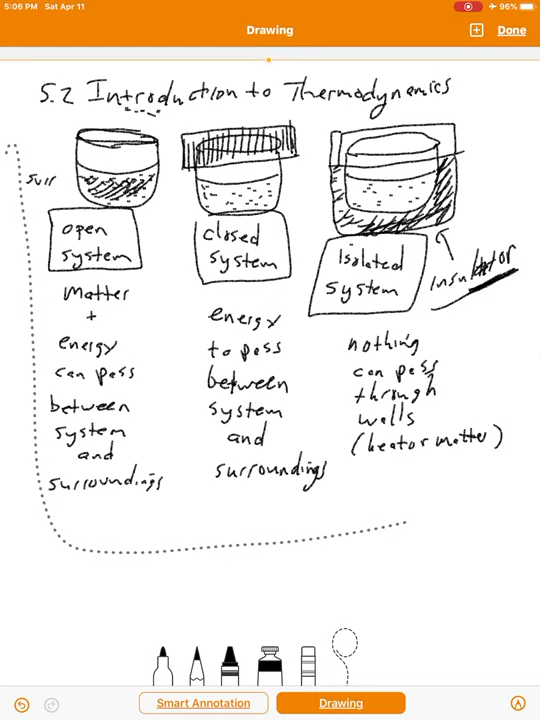 5:06 PM Sat Apr 11
96%
Drawing
Done
5.2 Introduction to Thermodynamics
surr
open
system
closed
system
isolated
system
insulator
Matter
+
energy
can pass
between
system
and
surroundings
energy
to pass
between
system
and
surroundings
nothing
can pass
through
walls
(heat or matter)
Smart Annotation
Drawing